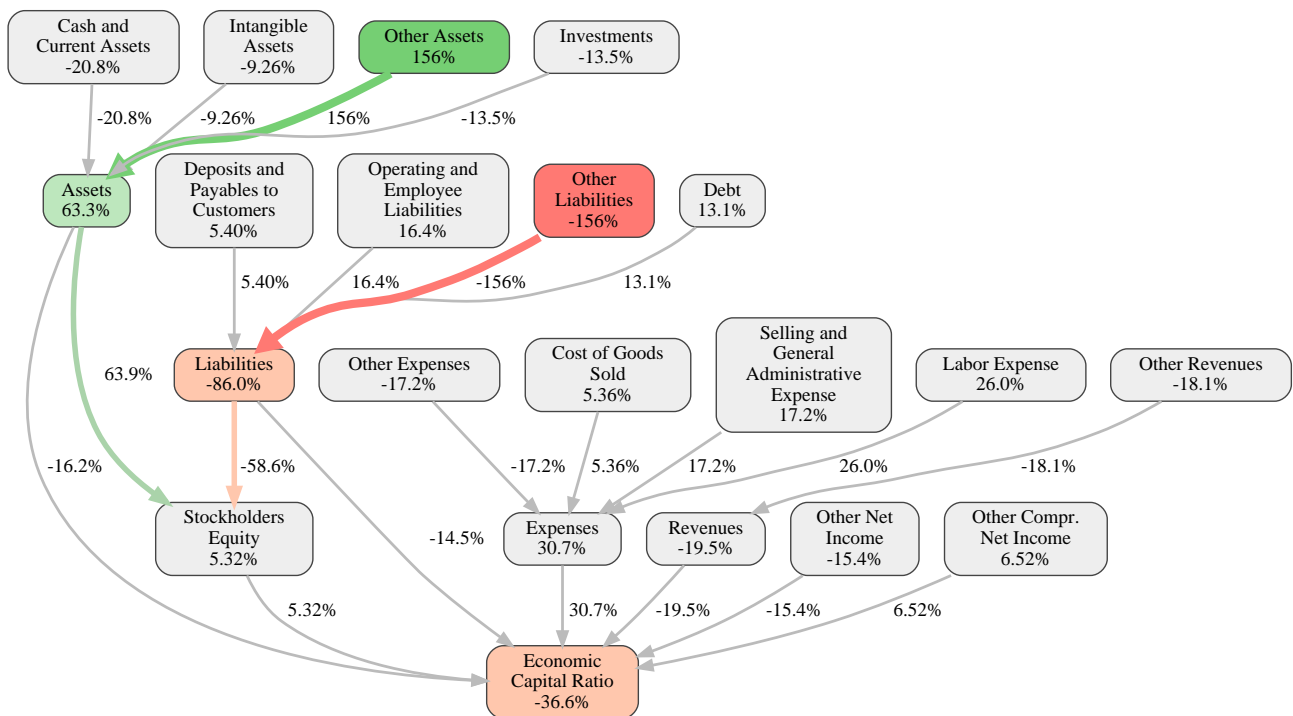 Cash and
Current Assets
-20.8%
Intangible
Assets
-9.26%
Other Assets
156%
Investments
-13.5%
-20.8%
-9.26%
156%
-13.5%
Assets
63.3%
Deposits and
Payables to
Customers
5.40%
Operating and
Employee
Liabilities
16.4%
Other
Liabilities
-156%
Debt
13.1%
5.40%
16.4%
-156%
13.1%
Liabilities
-86.0%
Other Expenses
-17.2%
Cost of Goods
Sold
5.36%
Selling and
General
Administrative
Expense
17.2%
Labor Expense
26.0%
Other Revenues
-18.1%
63.9%
-16.2%
-58.6%
-17.2%
5.36%
17.2%
26.0%
-18.1%
Stockholders
Equity
5.32%
Expenses
30.7%
Revenues
-19.5%
Other Net
Income
-15.4%
Other Compr.
Net Income
6.52%
-14.5%
5.32%
30.7%
-19.5%
-15.4%
6.52%
Economic
Capital Ratio
-36.6%